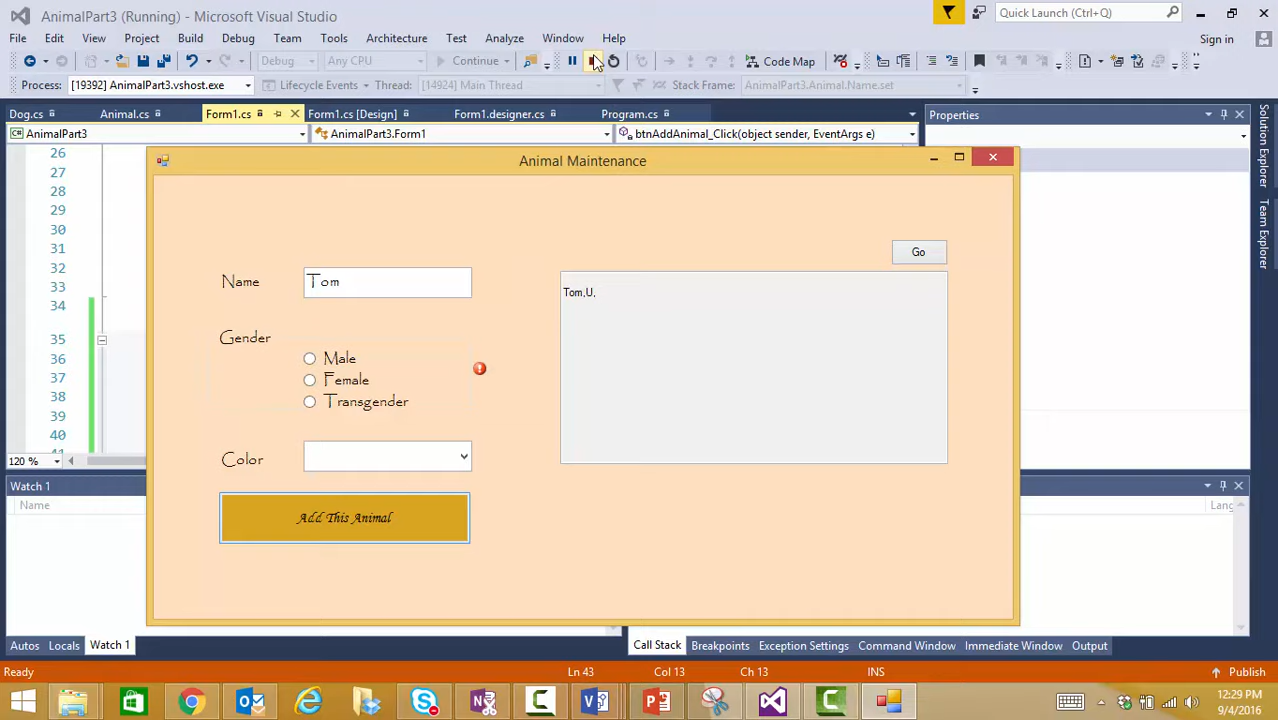 AnimalPart3 (Running) - Microsoft Visual Studio
Quick Launch (Ctrl+Q)
File Edit View Project Build Debug Team Tools Architecture Test Analyze Window Help
Sign in
Debug Any CPU Continue Code Map
Process: [19392] AnimalPart3.vshost.exe Lifecycle Events Thread: [14924] Main Thread Stack Frame: AnimalPart3.Animal.Name.set
Dog.cs Animal.cs Form1.cs Form1.cs [Design] Form1.designer.cs Program.cs Properties
AnimalPart3 AnimalPart3.Form1 btnAddAnimal_Click(object sender, EventArgs e)
Solution Explorer
Team Explorer
26
27
28
29
30
31
32
33
34
35
36
37
38
39
40
120 %
Animal Maintenance
Go
Name Tom
Tom,U,
Gender
Male
Female
Transgender
Color
Add This Animal
Watch 1
Name
Lang
Autos Locals Watch 1 Call Stack Breakpoints Exception Settings Command Window Immediate Window Output
Ready Ln 43 Col 13 Ch 13 INS Publish
12:29 PM
9/4/2016